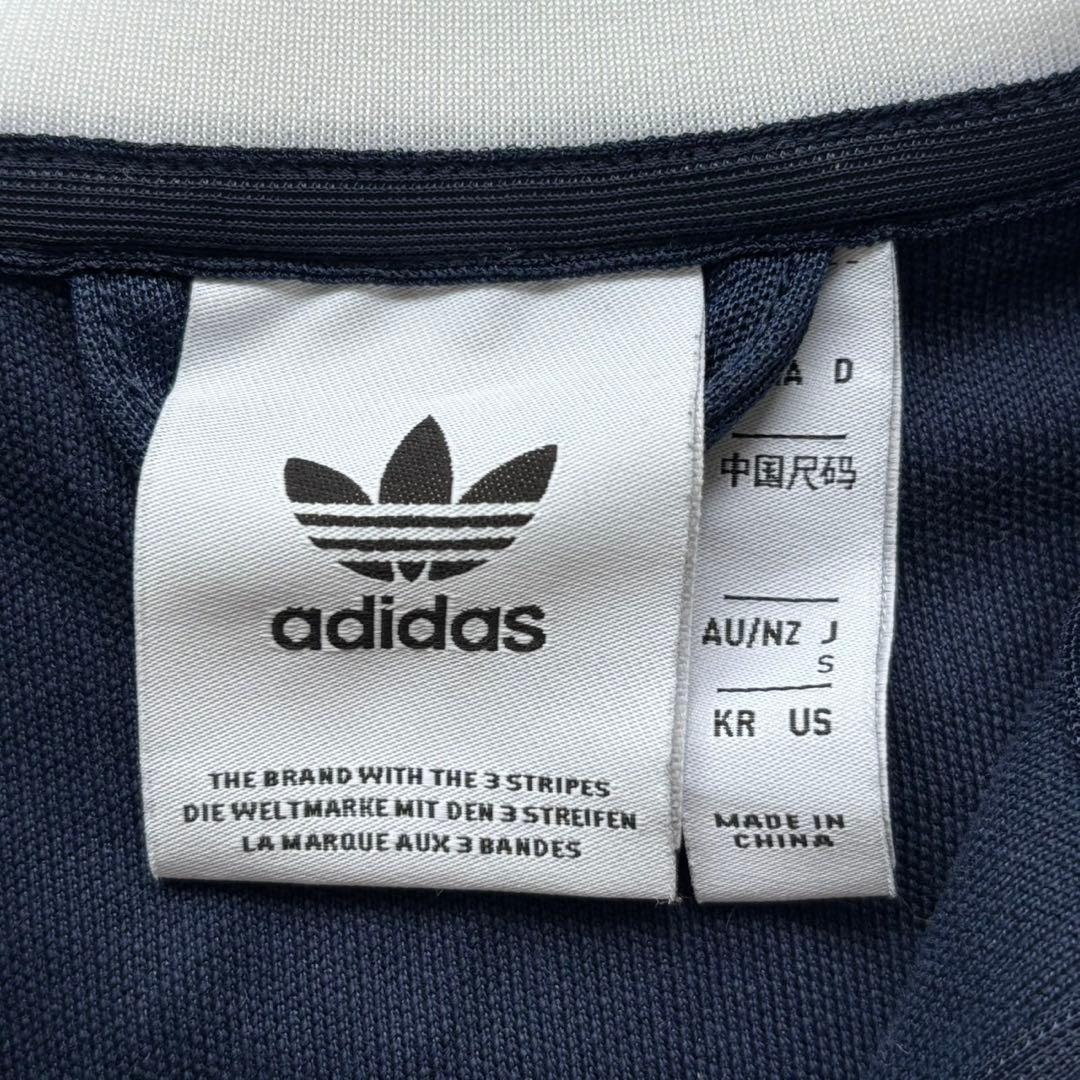 adidas
THE BRAND WITH THE 3 STRIPES
DIE WELTMARKE MIT DEN 3 STREIFEN
LA MARQUE AUX 3 BANDES
D
中国尺码
AU/NZ J
S
KR US
MADE IN
CHINA